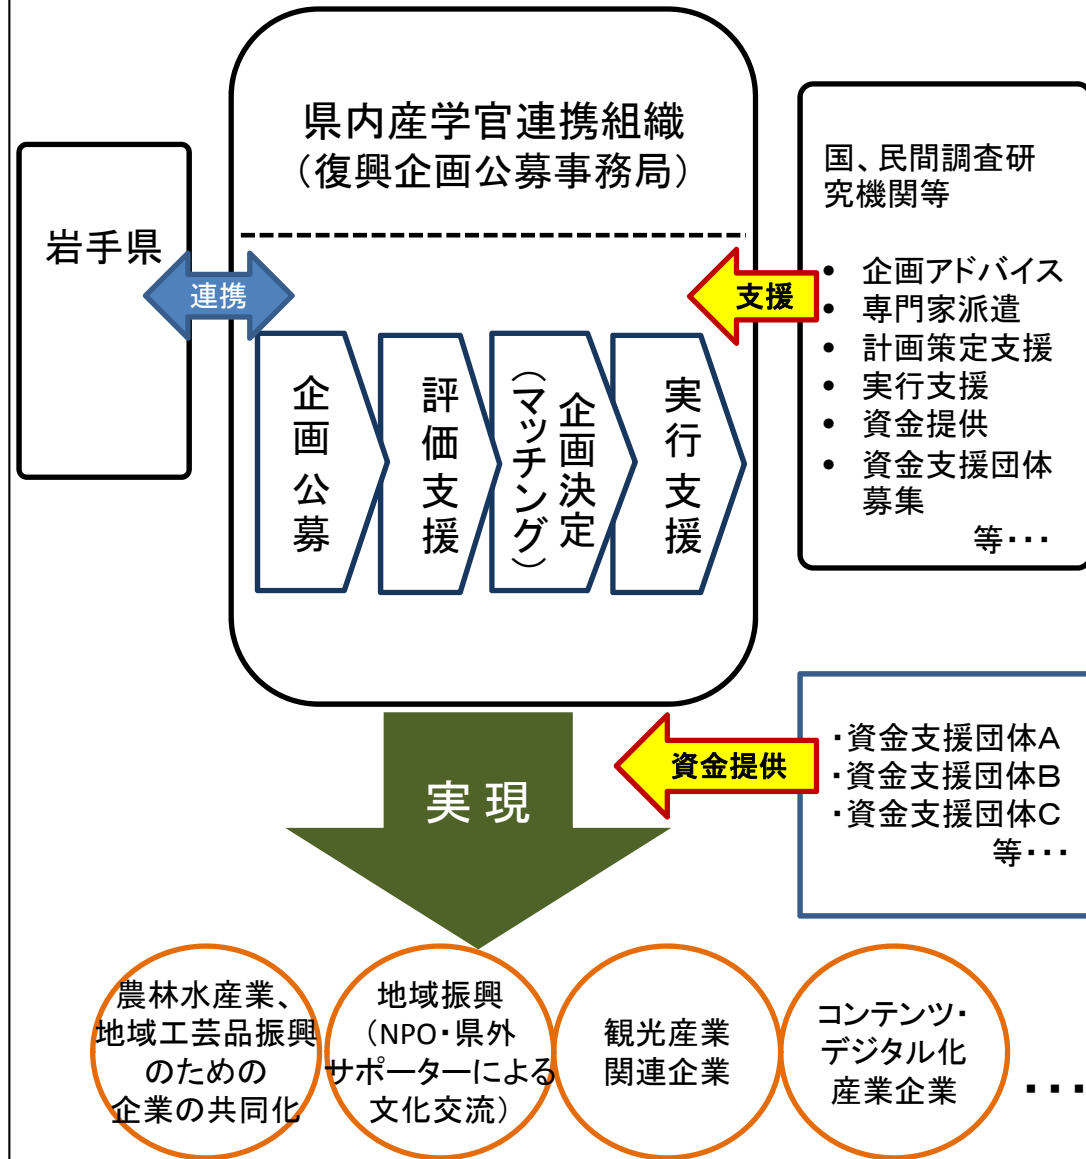 県内産学官連携組織
（復興企画公募事務局）
岩手県
連携
企画公募
評価支援
企画決定
（マッチング）
実行支援
支援
国、民間調査研
究機関等
• 企画アドバイス
• 専門家派遣
• 計画策定支援
• 実行支援
• 資金提供
• 資金支援団体
募集
等・・・
実 現
資金提供
・資金支援団体Ａ
・資金支援団体Ｂ
・資金支援団体Ｃ
等・・・
農林水産業、
地域工芸品振興
のための
企業の共同化
地域振興
（NPO・県外
サポーターによる
文化交流）
観光産業
関連企業
コンテンツ・
デジタル化
産業企業
・・・